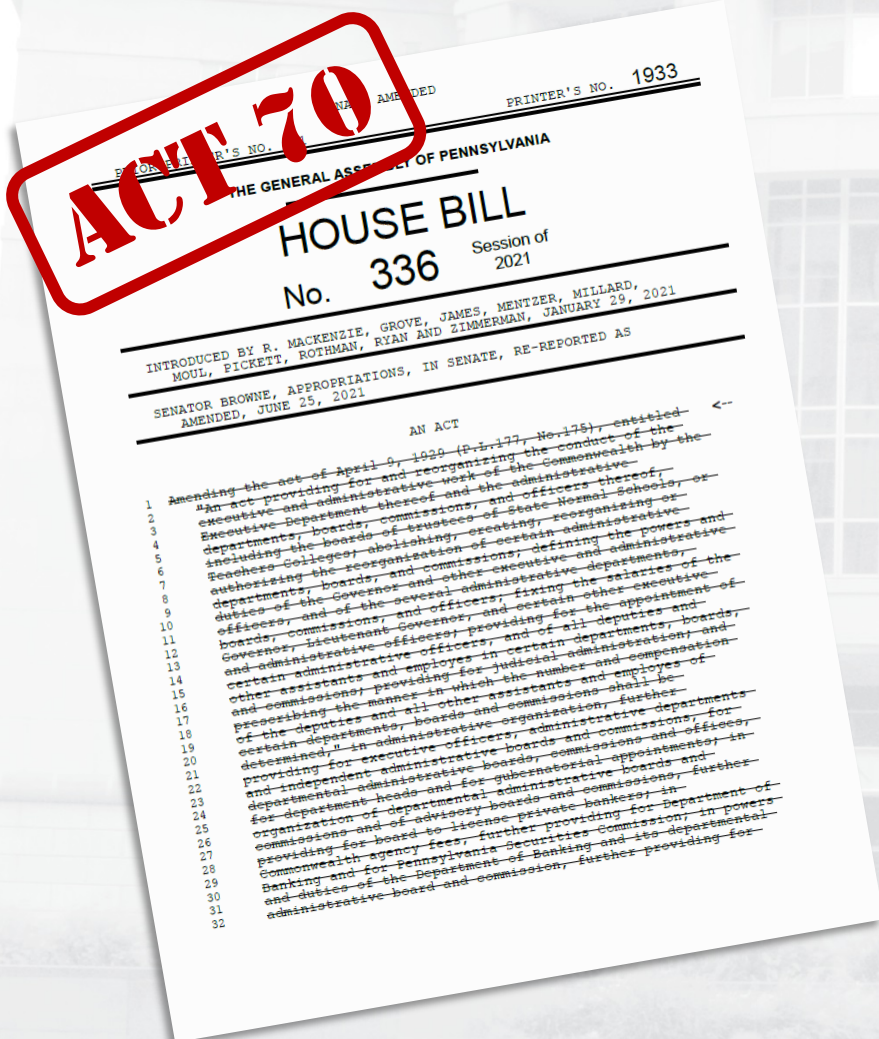 ACT 70
AMENDED
PRINTER'S NO. 1933
THE GENERAL ASSEMBLY OF PENNSYLVANIA
HOUSE BILL
No. 336 Session of
2021
INTRODUCED BY R. MACKENZIE, GROVE, JAMES, MENTZER, MILLARD,
MOUL, PICKETT, ROTHMAN, RYAN AND ZIMMERMAN, JANUARY 29, 2021
SENATOR BROWNE, APPROPRIATIONS, IN SENATE, RE-REPORTED AS
AMENDED, JUNE 25, 2021
AN ACT
<--
1 Amending the act of April 9, 1929 (P.L.177, No.175), entitled
2 "An act providing for and reorganizing the conduct of the
3 executive and administrative work of the Commonwealth by the
4 Executive Department thereof and the administrative
5 departments, boards, commissions, and officers thereof,
6 including the boards of trustees of State Normal Schools, or
7 Teachers Colleges; abolishing, creating, reorganizing or
8 authorizing the reorganization of certain administrative
9 departments, boards, and commissions; defining the powers and
10 duties of the Governor and other executive and administrative
11 officers, and of the several administrative departments,
12 boards, commissions, and officers; fixing the salaries of the
13 Governor, Lieutenant Governor, and certain other executive
14 and administrative officers; providing for the appointment of
15 certain administrative officers, and of all deputies and
16 other assistants and employes in certain departments, boards,
17 and commissions; providing for judicial administration; and
18 prescribing the manner in which the number and compensation
19 of the deputies and all other assistants and employes of
20 certain departments, boards and commissions shall be
21 determined," in administrative organization, further
22 providing for executive officers, administrative departments
23 and independent administrative boards and commissions, for
24 departmental administrative boards, commissions and offices,
25 for department heads and for gubernatorial appointments; in
26 organization of departmental administrative boards and
27 commissions and of advisory boards and commissions, further
28 providing for board to license private bankers; in
29 Commonwealth agency fees, further providing for Department of
30 Banking and for Pennsylvania Securities Commission; in powers
31 and duties of the Department of Banking and its departmental
32 administrative board and commission, further providing for